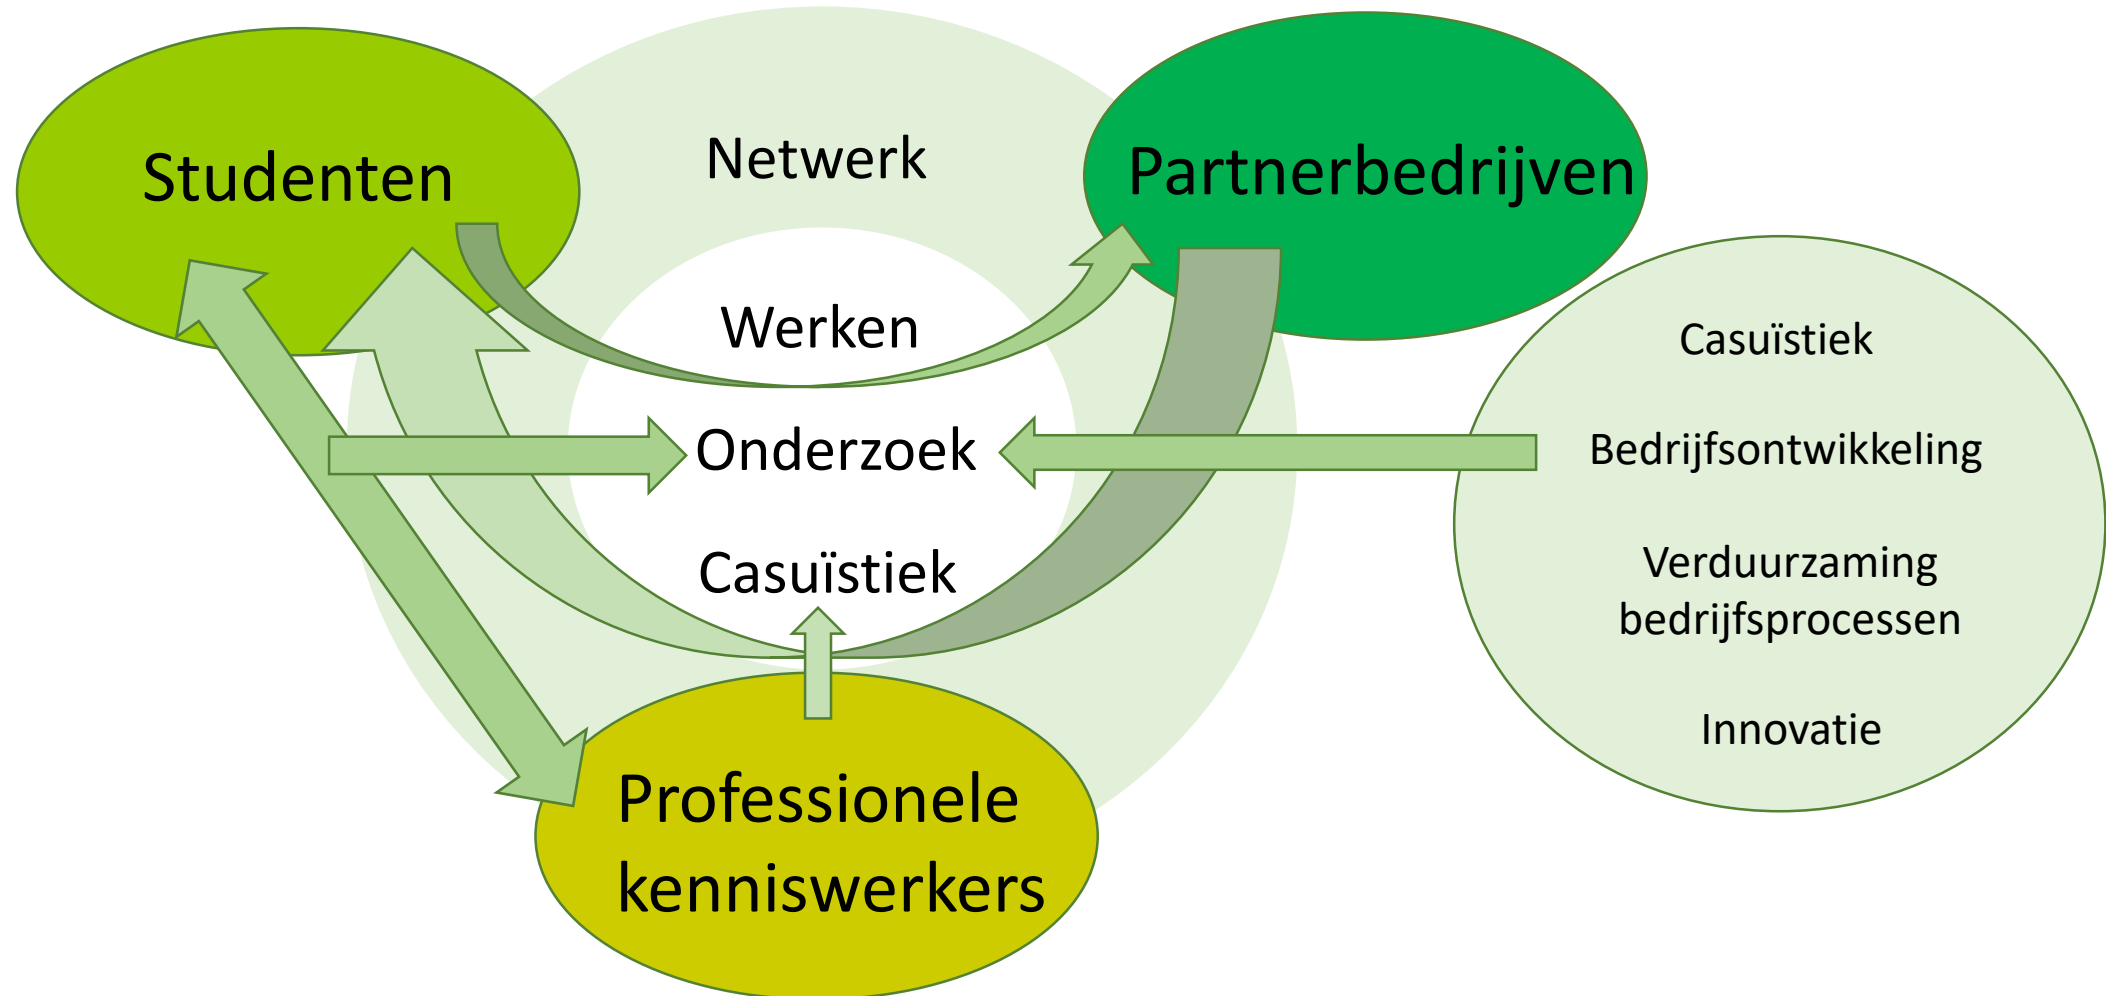 Studenten
Netwerk
Partnerbedrijven
Werken
Onderzoek
Casuïstiek
Professionele
kenniswerkers
Casuïstiek
Bedrijfsontwikkeling
Verduurzaming
bedrijfsprocessen
Innovatie